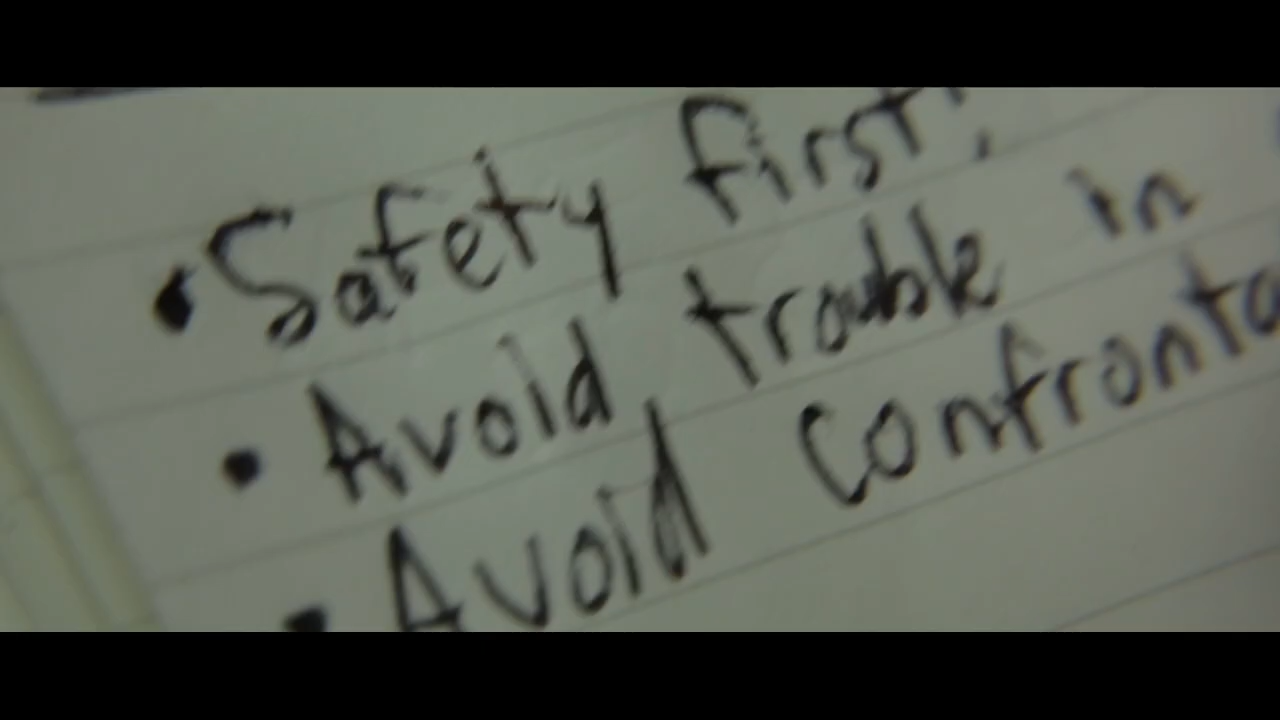 • Safety first!
• Avoid trouble in
• Avoid confronta